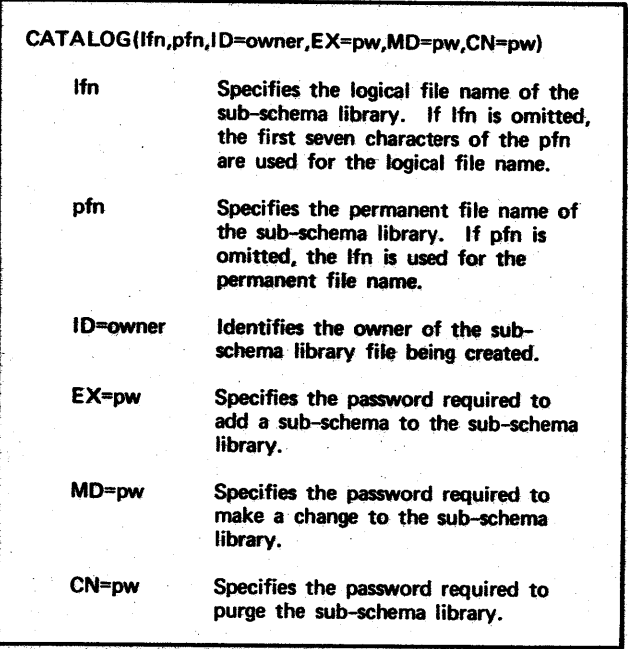 CATALOG(lfn,pfn,ID=owner,EX=pw,MD=pw,CN=pw)
lfn Specifies the logical file name of the
sub-schema library. If lfn is omitted,
the first seven characters of the pfn
are used for the logical file name.
pfn Specifies the permanent file name of
the sub-schema library. If pfn is
omitted, the lfn is used for the
permanent file name.
ID=owner Identifies the owner of the sub-
schema library file being created.
EX=pw Specifies the password required to
add a sub-schema to the sub-schema
library.
MD=pw Specifies the password required to
make a change to the sub-schema
library.
CN=pw Specifies the password required to
purge the sub-schema library.